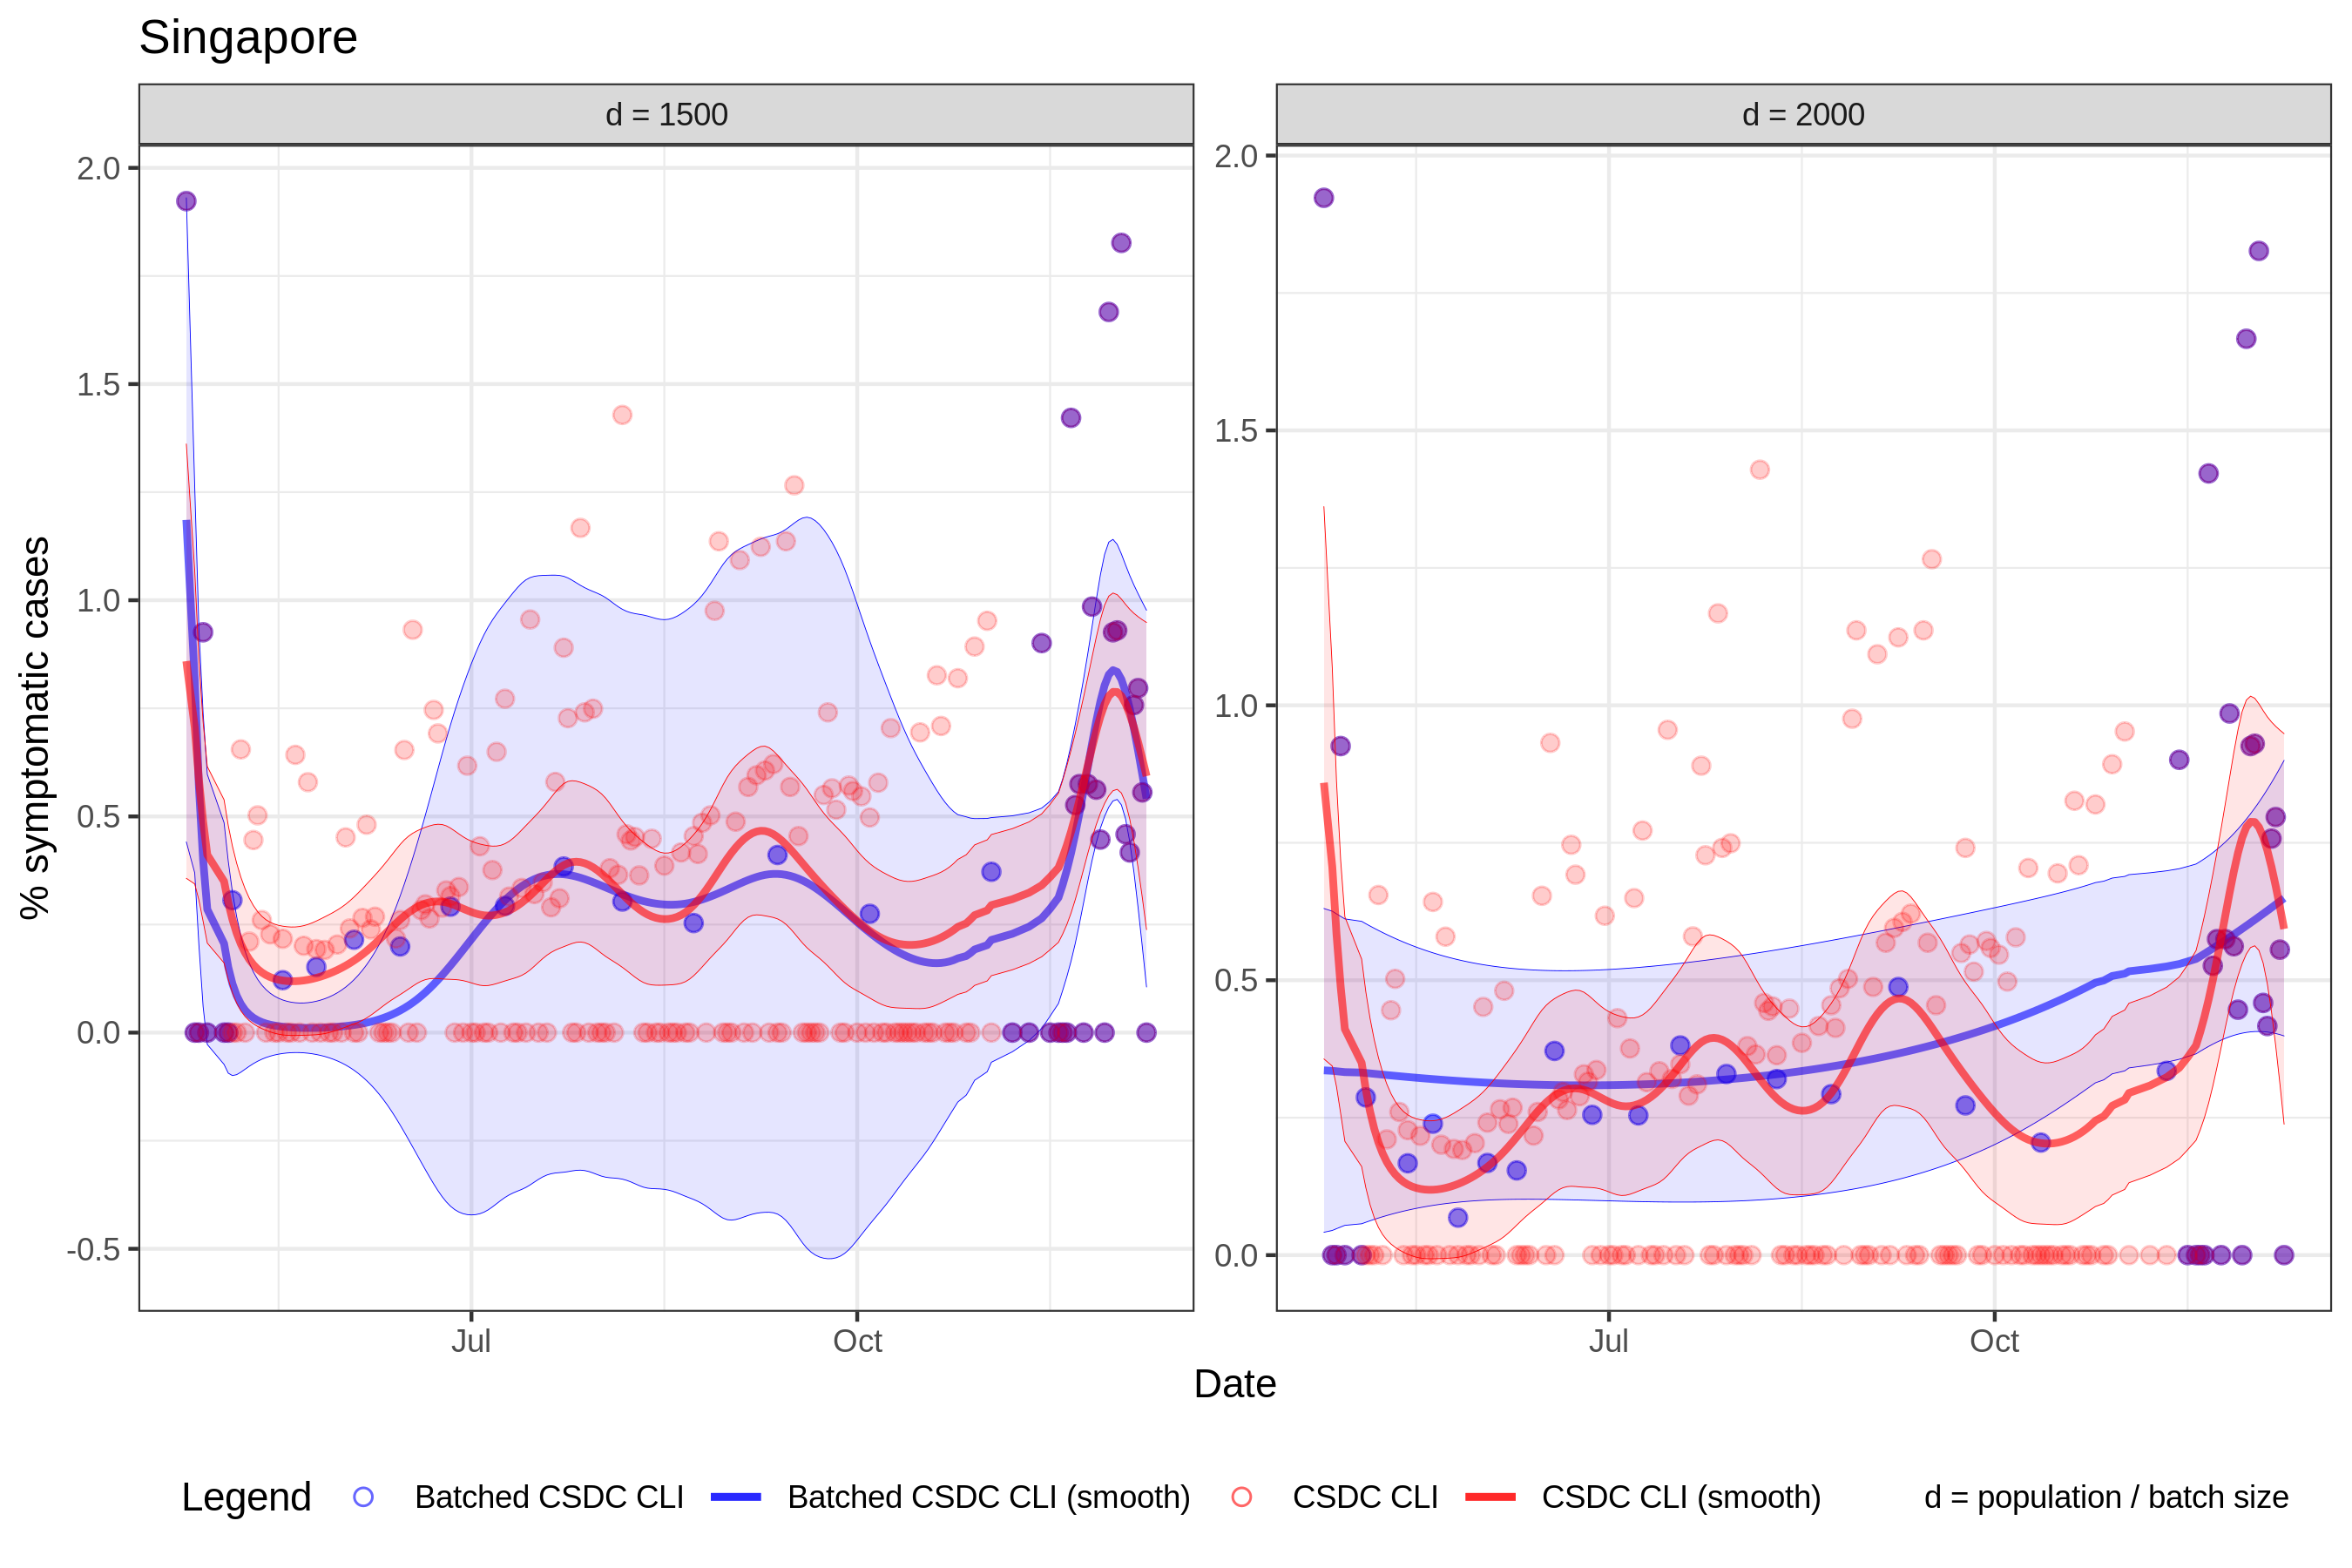 Singapore
d = 1500
d = 2000
% symptomatic cases
2.0
1.5
1.0
0.5
0.0
-0.5
2.0
1.5
1.0
0.5
0.0
Jul
Oct
Jul
Oct
Date
Legend
Batched CSDC CLI
Batched CSDC CLI (smooth)
CSDC CLI
CSDC CLI (smooth)
d = population / batch size